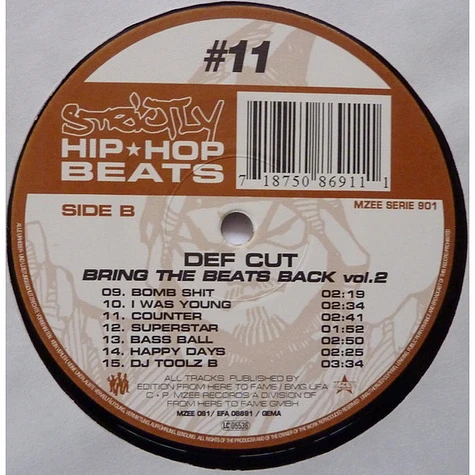 #11
STRICTLY
HIP★HOP
BEATS
7 18750 86911 1
MZEE SERIE 901
SIDE B
DEF CUT
BRING THE BEATS BACK vol.2
09. BOMB SHIT 02:19
10. I WAS YOUNG 02:34
11. COUNTER 02:41
12. SUPERSTAR 01:52
13. BASS BALL 02:50
14. HAPPY DAYS 02:25
15. DJ TOOLZ B 03:34
ALL TRACKS PUBLISHED BY
EDITION FROM HERE TO FAME / BMG UFA
C + P MZEE RECORDS A DIVISION OF
FROM HERE TO FAME GMBH
MZEE 081 / EFA 08691 / GEMA
LC 05536